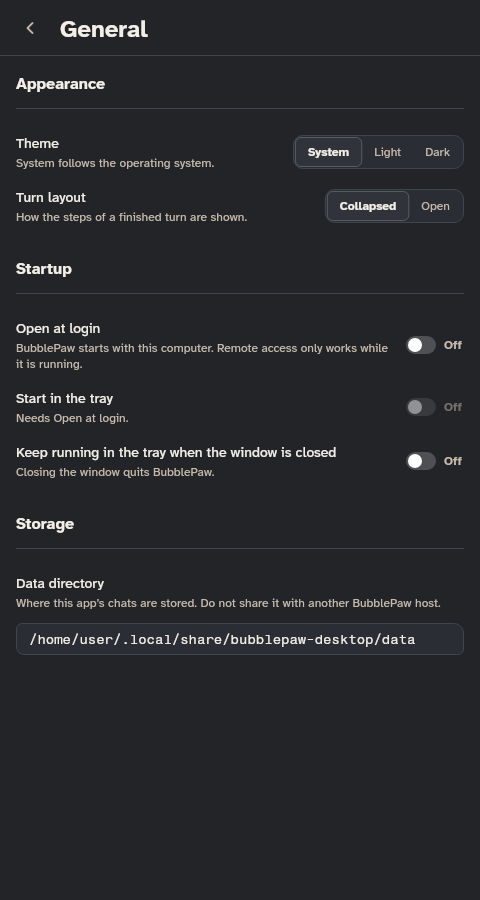 General
Appearance
Theme
System follows the operating system.
System
Light
Dark
Turn layout
How the steps of a finished turn are shown.
Collapsed
Open
Startup
Open at login
BubblePaw starts with this computer. Remote access only works while
it is running.
Off
Start in the tray
Needs Open at login.
Off
Keep running in the tray when the window is closed
Closing the window quits BubblePaw.
Off
Storage
Data directory
Where this app's chats are stored. Do not share it with another BubblePaw host.
/home/user/.local/share/bubblepaw-desktop/data